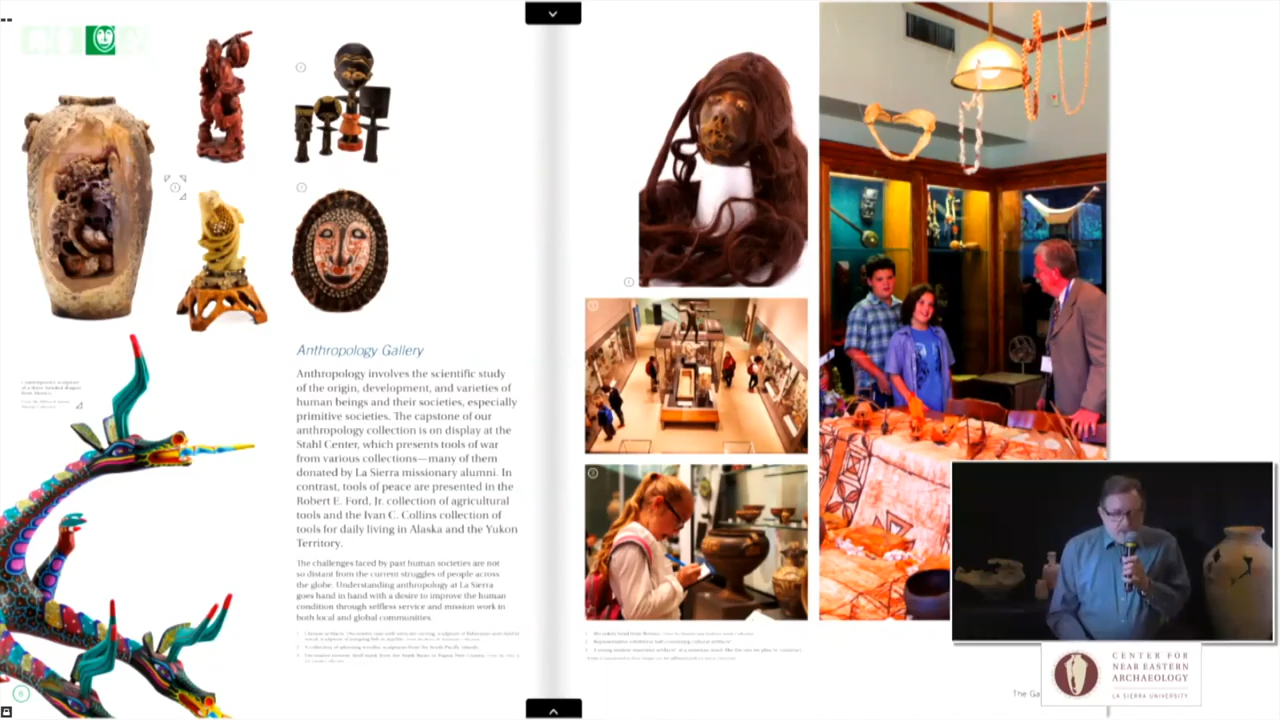 Anthropology Gallery
Anthropology involves the scientific study
of the origin, development, and varieties of
human beings and their societies, especially
primitive societies. The capstone of our
anthropology collection is on display at the
Stahl Center, which presents tools of war
from various collections—many of them
donated by La Sierra missionary alumni. In
contrast, tools of peace are presented in the
Robert E. Ford, Jr. collection of agricultural
tools and the Ivan C. Collins collection of
tools for daily living in Alaska and the Yukon
Territory.
The challenges faced by past human societies are not
so distant from the current struggles of people across
the globe. Understanding anthropology at La Sierra
goes hand in hand with a desire to improve the human
condition through selfless service and mission work in
both local and global communities.
6
The Ga
CENTER FOR
NEAR EASTERN
ARCHAEOLOGY
LA SIERRA UNIVERSITY